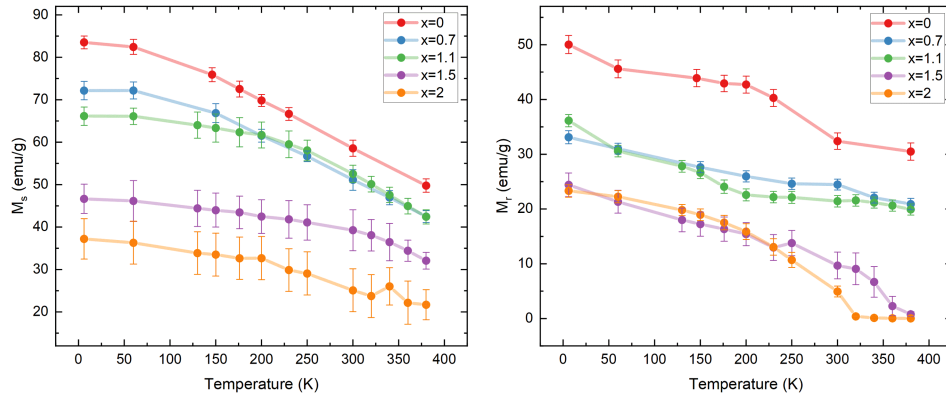 90
80
70
60
50
40
30
20
M_s (emu/g)
0 50 100 150 200 250 300 350 400
Temperature (K)
x=0
x=0.7
x=1.1
x=1.5
x=2
50
40
30
20
10
0
M_r (emu/g)
0 50 100 150 200 250 300 350 400
Temperature (K)
x=0
x=0.7
x=1.1
x=1.5
x=2